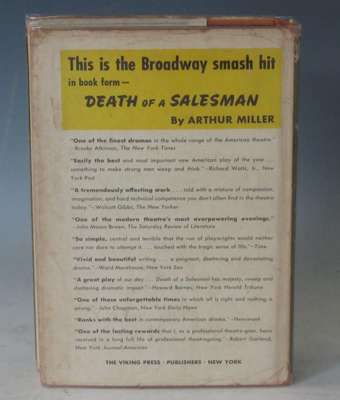 This is the Broadway smash hit
in book form—
DEATH OF A SALESMAN
By ARTHUR MILLER
"One of the finest dramas in the whole range of the American theatre."
–Brooks Atkinson, The New York Times
"Easily the best and most important new American play of the year . . .
something to make strong men weep and think."–Richard Watts, Jr., New
York Post
"A tremendously affecting work . . . told with a mixture of compassion,
imagination, and hard technical competence you don't often find in the theatre
today."–Wolcott Gibbs, The New Yorker
"One of the modern theatre's most overpowering evenings."
–John Mason Brown, The Saturday Review of Literature
"So simple, central and terrible that the run of playwrights would neither
care nor dare to attempt it . . . touched with the tragic sense of life."–Time
"Vivid and beautiful writing . . . a poignant, shattering and devastating
drama."–Ward Morehouse, New York Sun
"A great play of our day . . . Death of a Salesman has majesty, sweep and
shattering dramatic impact."–Howard Barnes, New York Herald Tribune
"One of those unforgettable times in which all is right and nothing is
wrong."–John Chapman, New York Daily News
"Ranks with the best in contemporary American drama."–Newsweek
"One of the lasting rewards that I, as a professional theatre-goer, have
received in a long full life of professional theatregoing."–Robert Garland,
New York Journal-American
THE VIKING PRESS · PUBLISHERS · NEW YORK